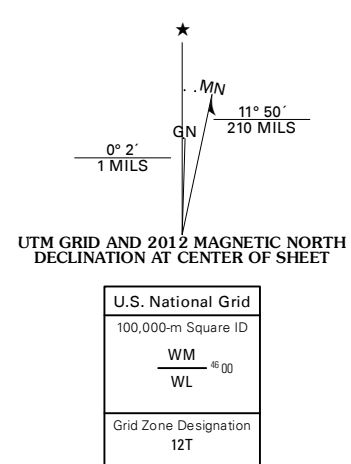 ★
MN
11° 50´
210 MILS
GN
0° 2´
1 MILS
UTM GRID AND 2012 MAGNETIC NORTH
DECLINATION AT CENTER OF SHEET
U.S. National Grid
100,000-m Square ID
WM
46 00
WL
Grid Zone Designation
12T